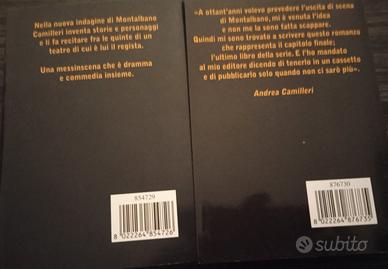 Nella nuova indagine di Montalbano
Camilleri inventa storie e personaggi
e li fa recitare fra le quinte di un
teatro di cui è lui il regista.
Una messinscena che è dramma
e commedia insieme.
854729
8 022264 854726
«A ottant'anni volevo prevedere l'uscita di scena
di Montalbano, mi è venuta l'idea
e non me la sono fatta scappare.
Quindi mi sono trovato a scrivere questo romanzo
che rappresenta il capitolo finale;
l'ultimo libro della serie. E l'ho mandato
al mio editore dicendo di tenerlo in un cassetto
e di pubblicarlo solo quando non ci sarò più».
Andrea Camilleri
876730
8 022264 876735
subito